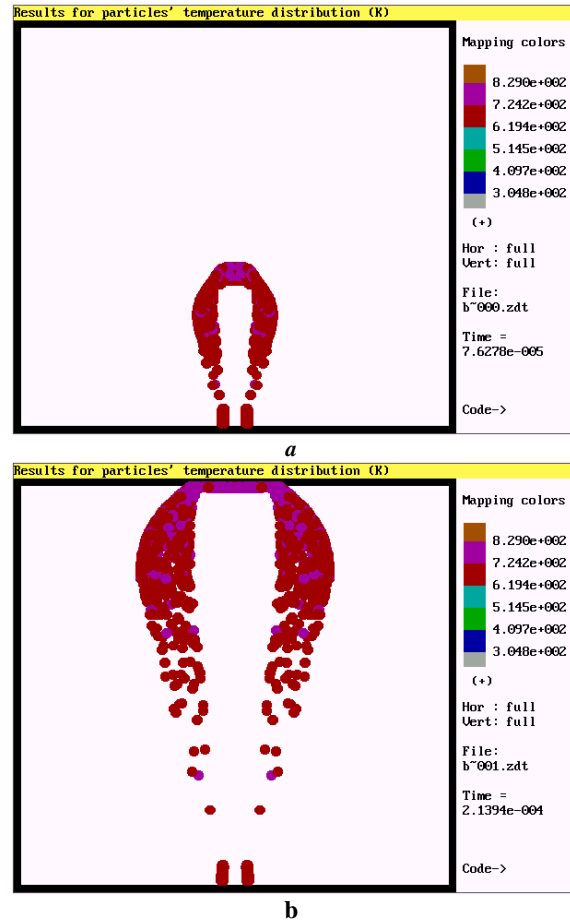 Results for particles' temperature distribution (K)
Mapping colors
8.290e+002
7.242e+002
6.194e+002
5.145e+002
4.097e+002
3.048e+002
(+)
Hor : full
Vert: full
File:
b~000.zdt
Time =
7.6278e-005
Code->
a
Results for particles' temperature distribution (K)
Mapping colors
8.290e+002
7.242e+002
6.194e+002
5.145e+002
4.097e+002
3.048e+002
(+)
Hor : full
Vert: full
File:
b~001.zdt
Time =
2.1394e-004
Code->
b